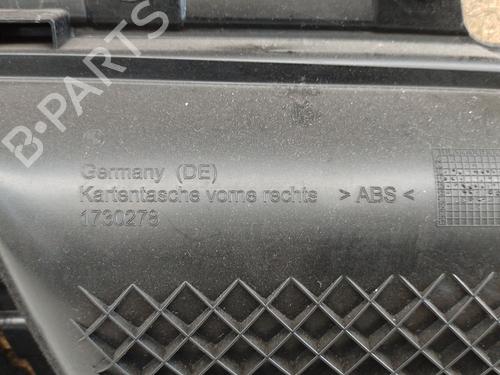 B-PARTS
Germany (DE)
Kartentasche vorne rechts > ABS <
1730278